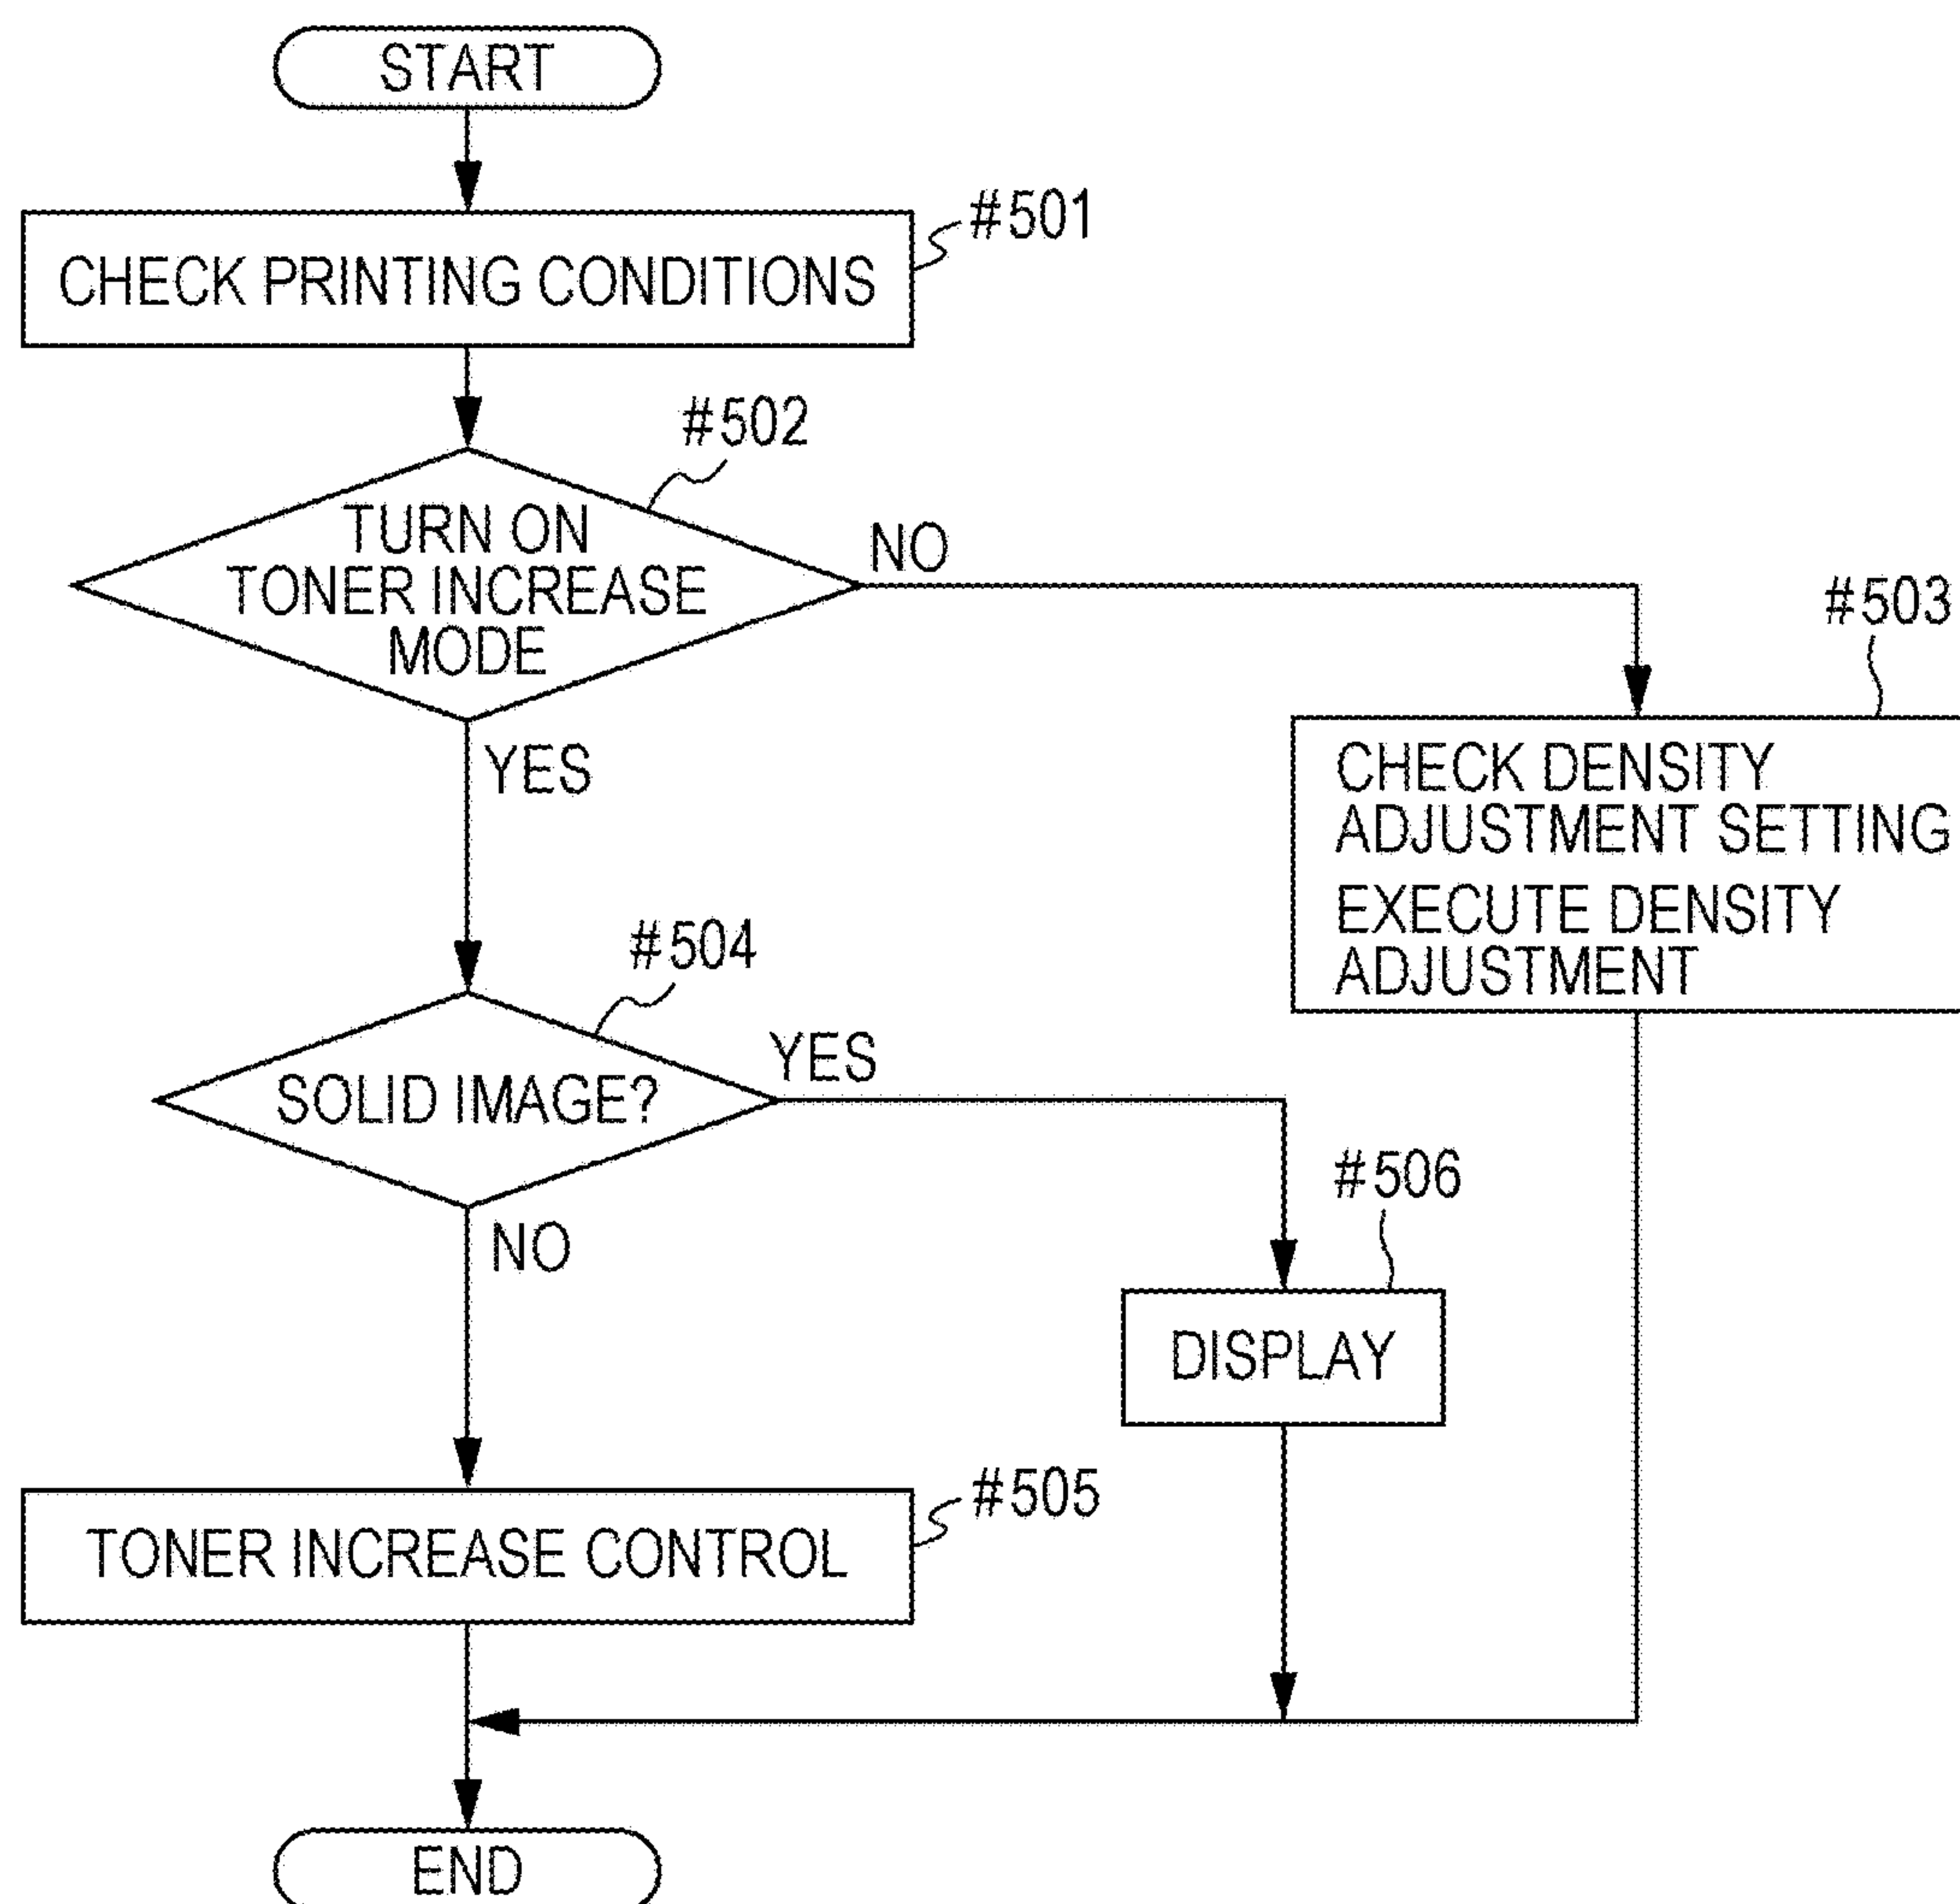 START
#501
CHECK PRINTING CONDITIONS
#502
TURN ON
TONER INCREASE
MODE
NO
YES
#503
CHECK DENSITY
ADJUSTMENT SETTING
EXECUTE DENSITY
ADJUSTMENT
#504
SOLID IMAGE?
YES
NO
#506
DISPLAY
#505
TONER INCREASE CONTROL
END